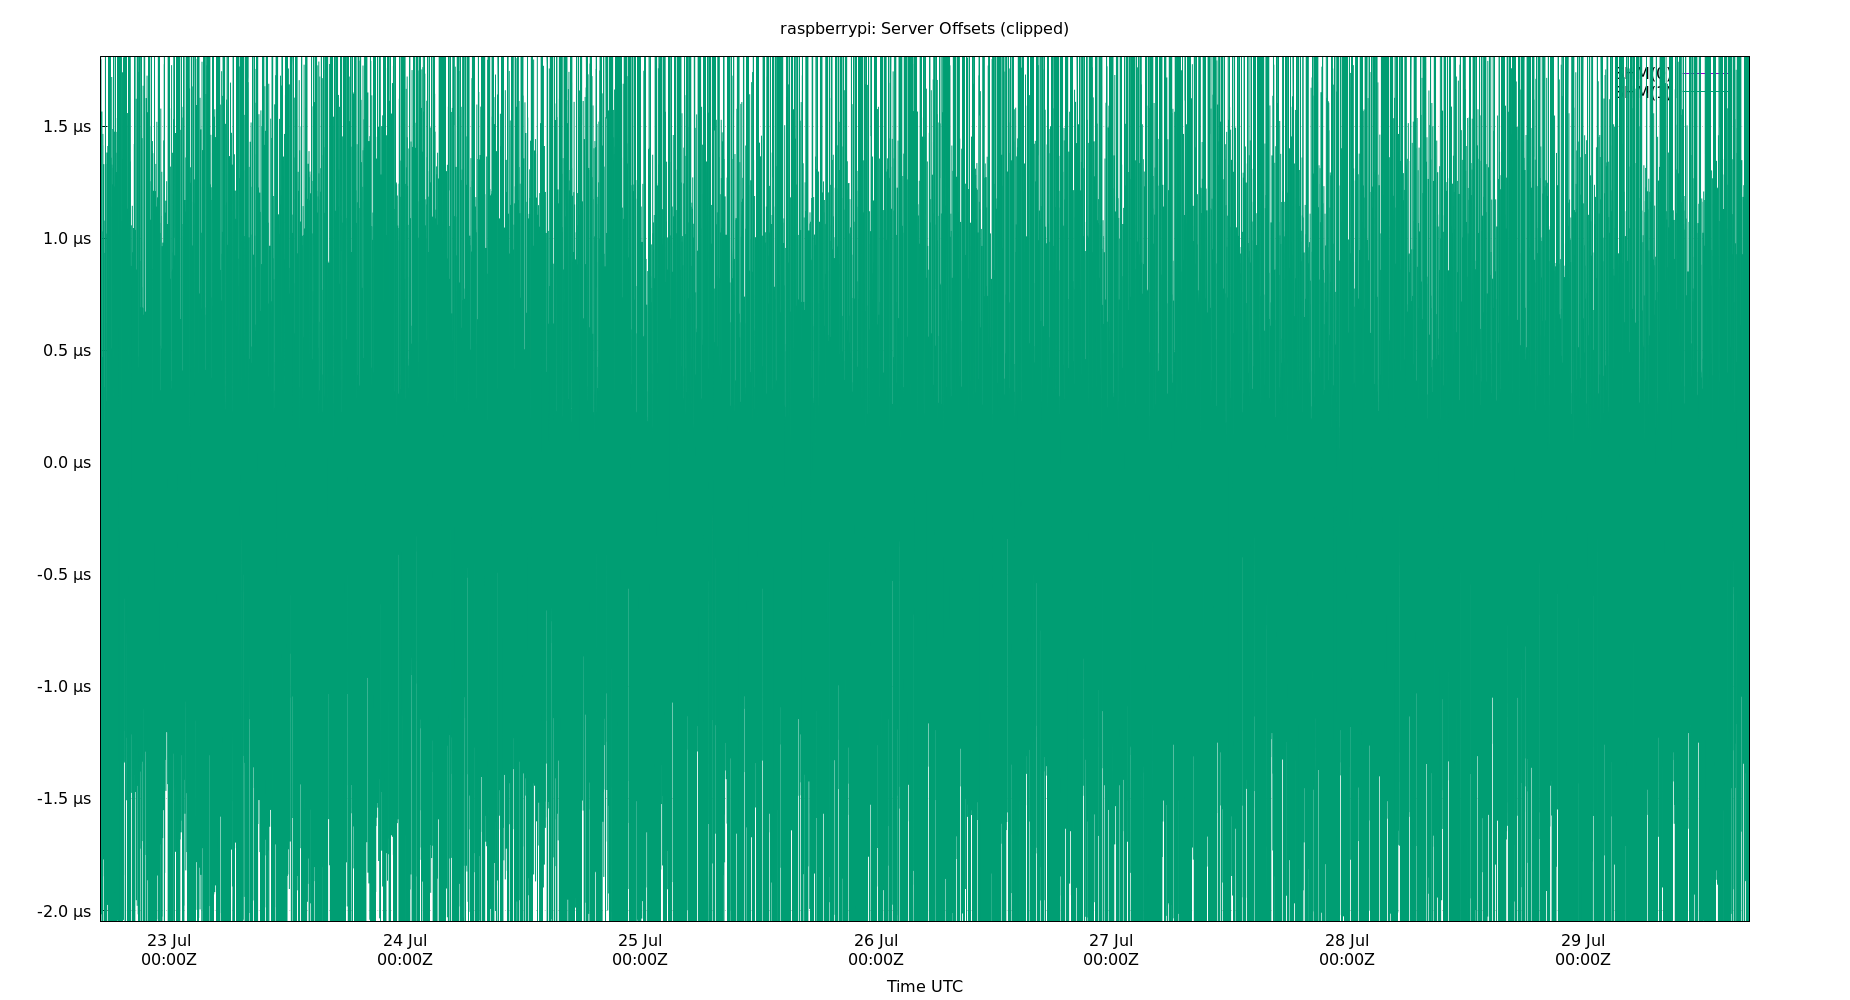 raspberrypi: Server Offsets (clipped)
1.5 µs
1.0 µs
0.5 µs
0.0 µs
-0.5 µs
-1.0 µs
-1.5 µs
-2.0 µs
23 Jul 24 Jul 25 Jul 26 Jul 27 Jul 28 Jul 29 Jul
00:00Z 00:00Z 00:00Z 00:00Z 00:00Z 00:00Z 00:00Z
Time UTC